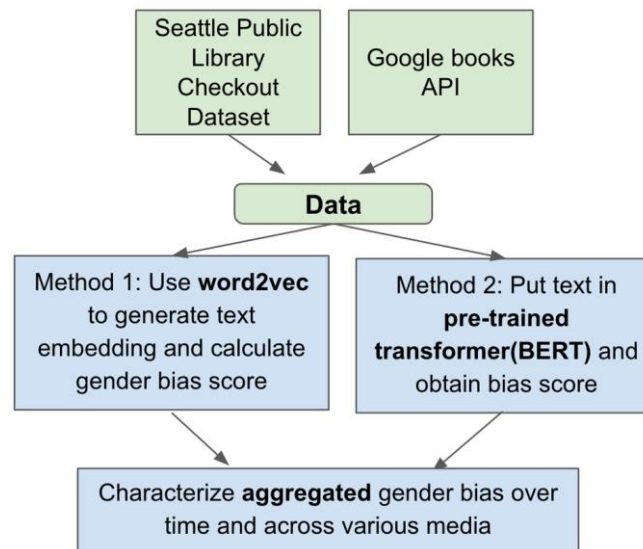 Seattle Public
Library
Checkout
Dataset
Google books
API
Data
Method 1: Use word2vec
to generate text
embedding and calculate
gender bias score
Method 2: Put text in
pre-trained
transformer(BERT) and
obtain bias score
Characterize aggregated gender bias over
time and across various media